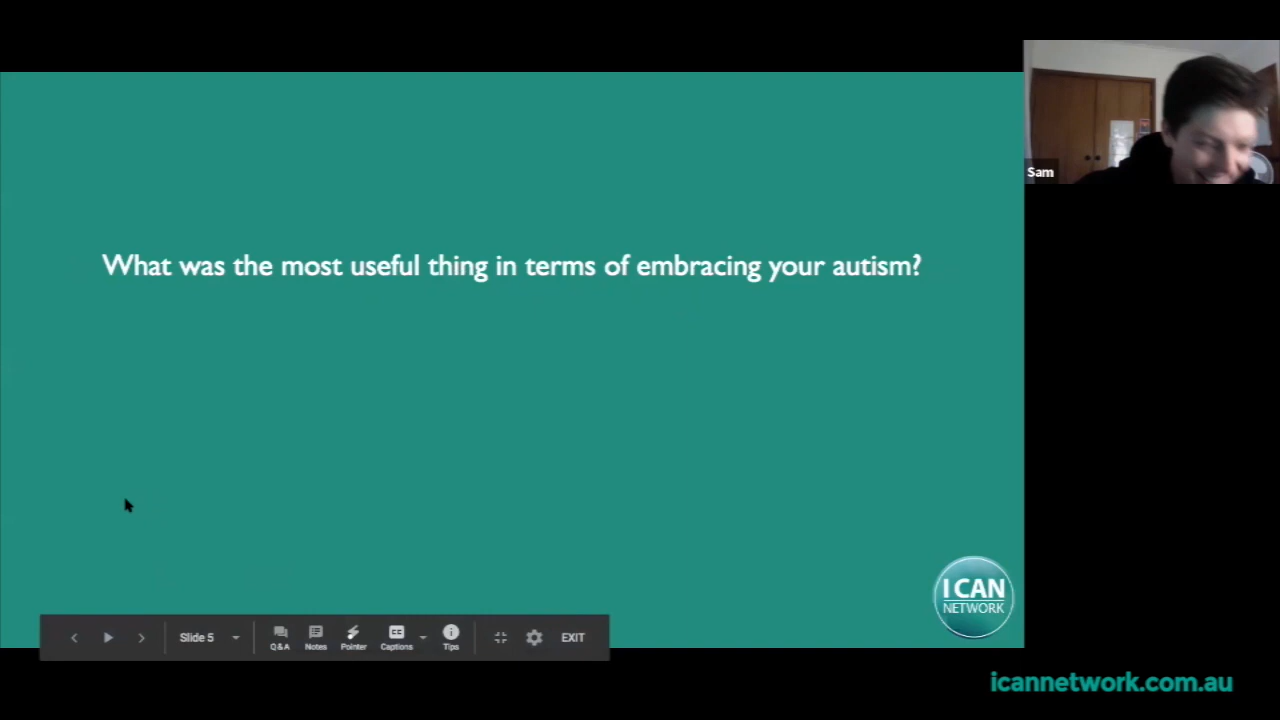 Sam
What was the most useful thing in terms of embracing your autism?
I CAN
NETWORK
Slide 5
Q&A
Notes
Pointer
Captions
Tips
EXIT
icannetwork.com.au